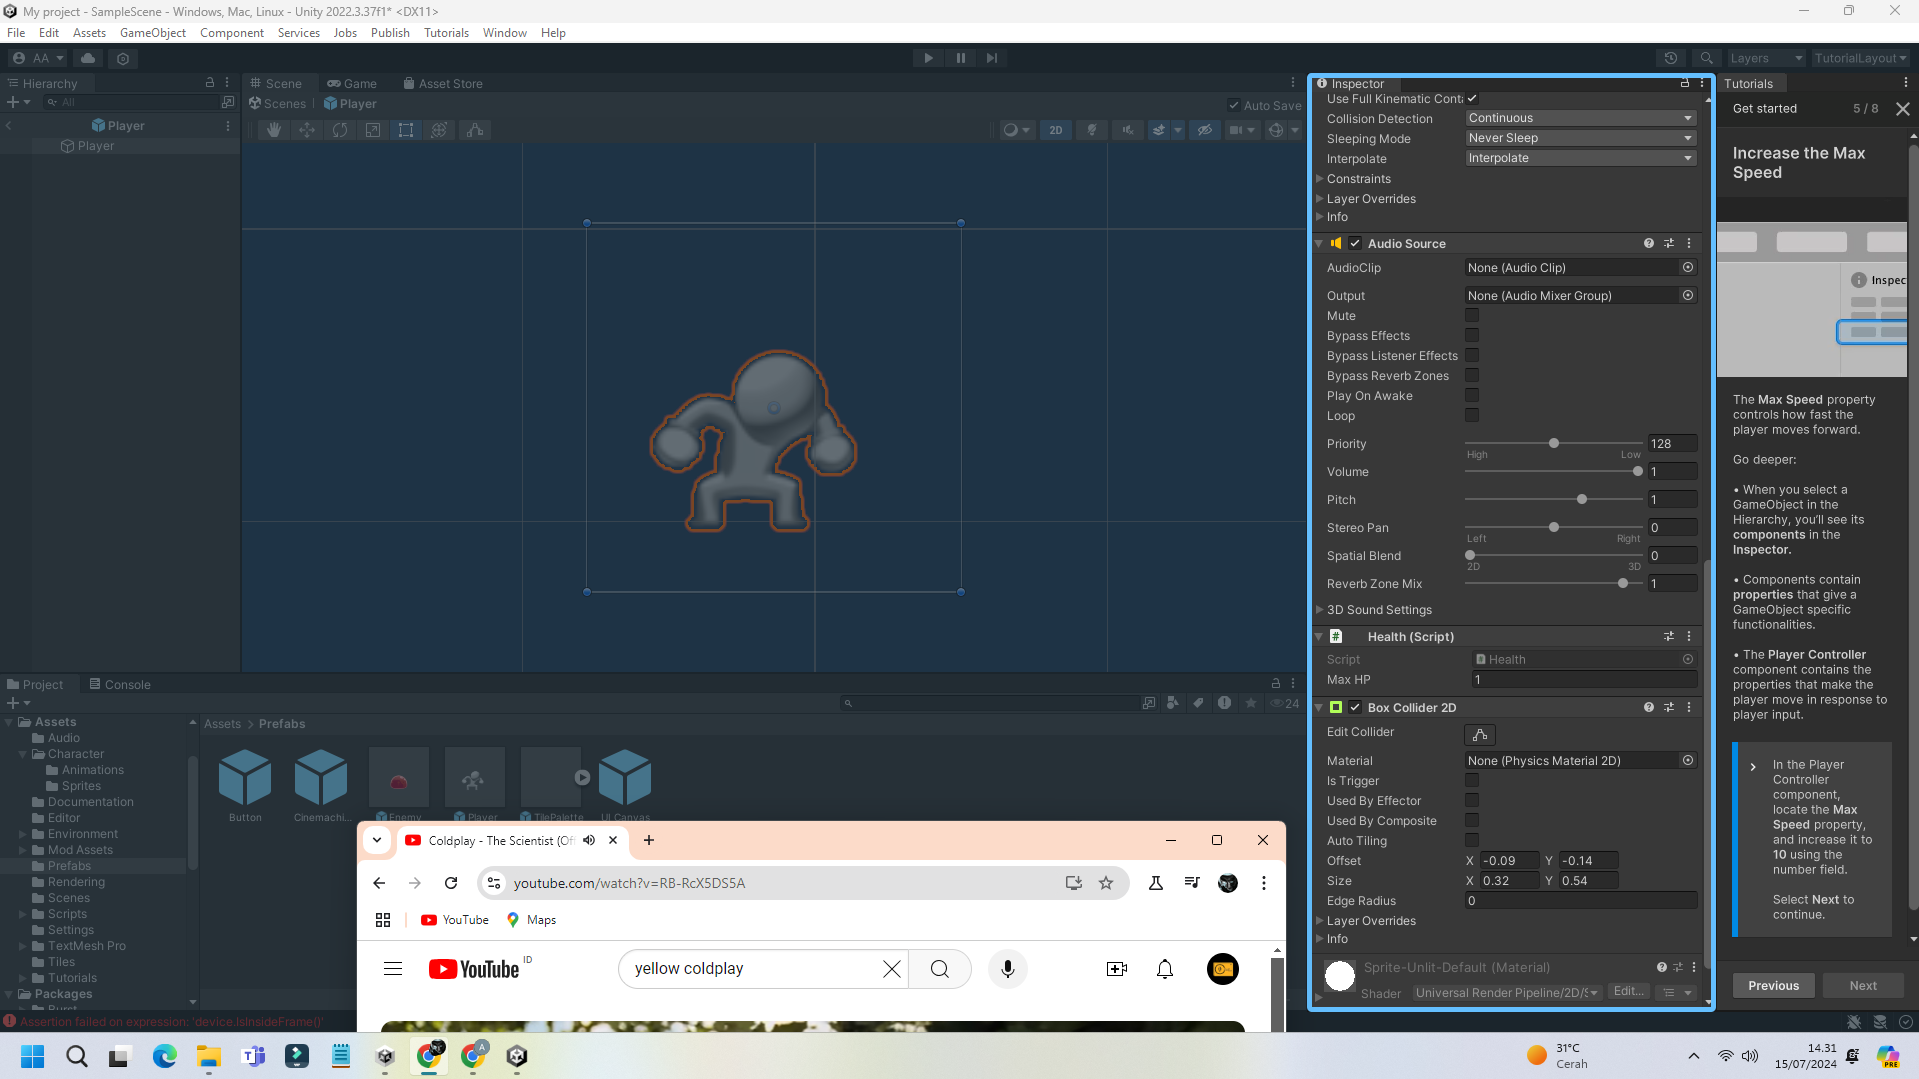 My project - SampleScene - Windows, Mac, Linux - Unity 2022.3.37f1* <DX11>
File Edit Assets GameObject Component Services Jobs Publish Tutorials Window Help
AA
Layers
TutorialLayout
Hierarchy
All
Player
Player
Scene
Game
Asset Store
Scenes
Player
Auto Save
2D
Inspector
Use Full Kinematic Conta
Collision Detection Continuous
Sleeping Mode Never Sleep
Interpolate Interpolate
Constraints
Layer Overrides
Info
Audio Source
AudioClip None (Audio Clip)
Output None (Audio Mixer Group)
Mute
Bypass Effects
Bypass Listener Effects
Bypass Reverb Zones
Play On Awake
Loop
Priority 128
High Low
Volume 1
Pitch 1
Stereo Pan 0
Left Right
Spatial Blend 0
2D 3D
Reverb Zone Mix 1
3D Sound Settings
# Health (Script)
Script Health
Max HP 1
Box Collider 2D
Edit Collider
Material None (Physics Material 2D)
Is Trigger
Used By Effector
Used By Composite
Auto Tiling
Offset X -0.09 Y -0.14
Size X 0.32 Y 0.54
Edge Radius 0
Layer Overrides
Info
Sprite-Unlit-Default (Material)
Shader Universal Render Pipeline/2D/S Edit...
Tutorials
Get started 5 / 8
Increase the Max
Speed
Inspec
The Max Speed property
controls how fast the
player moves forward.
Go deeper:
• When you select a
GameObject in the
Hierarchy, you'll see its
components in the
Inspector.
• Components contain
properties that give a
GameObject specific
functionalities.
• The Player Controller
component contains the
properties that make the
player move in response to
player input.
In the Player
Controller
component,
locate the Max
Speed property,
and increase it to
10 using the
number field.
Select Next to
continue.
Previous Next
Project
Console
24
Assets
Audio
Character
Animations
Sprites
Documentation
Editor
Environment
Mod Assets
Prefabs
Rendering
Scenes
Scripts
Settings
TextMesh Pro
Tiles
Tutorials
Packages
Burst
Assets > Prefabs
Button
Cinemachi...
Enemy
Player
TilePalette
UI Canvas
Assertion failed on expression: 'device.IsInsideFrame()'
Coldplay - The Scientist (Off
youtube.com/watch?v=RB-RcX5DS5A
YouTube
Maps
YouTube ID
yellow coldplay
A
31°C
Cerah
14.31
15/07/2024
PRE